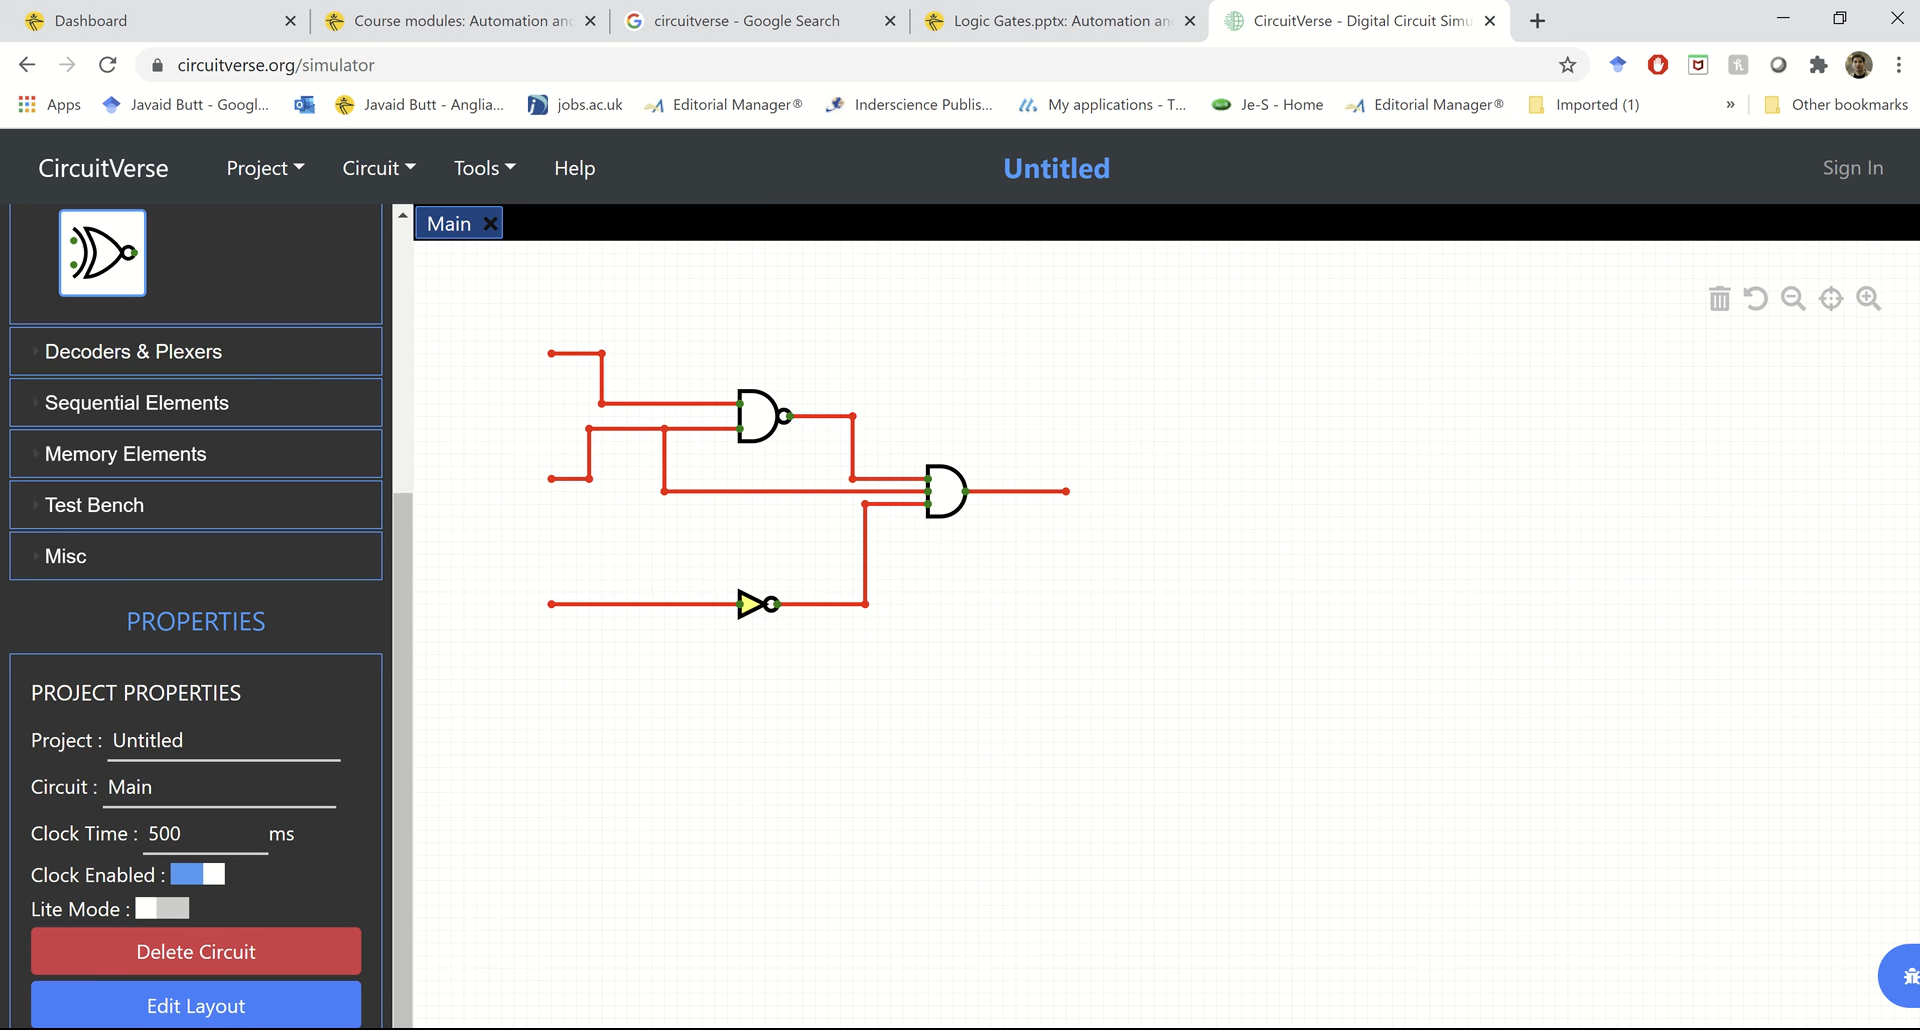 Dashboard
Course modules: Automation an
circuitverse - Google Search
Logic Gates.pptx: Automation an
CircuitVerse - Digital Circuit Simu
circuitverse.org/simulator
Apps
Javaid Butt - Googl...
Javaid Butt - Anglia...
jobs.ac.uk
Editorial Manager®
Inderscience Publis...
My applications - T...
Je-S - Home
Editorial Manager®
Imported (1)
»
Other bookmarks
CircuitVerse
Project
Circuit
Tools
Help
Untitled
Sign In
Main
Decoders & Plexers
Sequential Elements
Memory Elements
Test Bench
Misc
PROPERTIES
PROJECT PROPERTIES
Project : Untitled
Circuit : Main
Clock Time : 500 ms
Clock Enabled :
Lite Mode :
Delete Circuit
Edit Layout